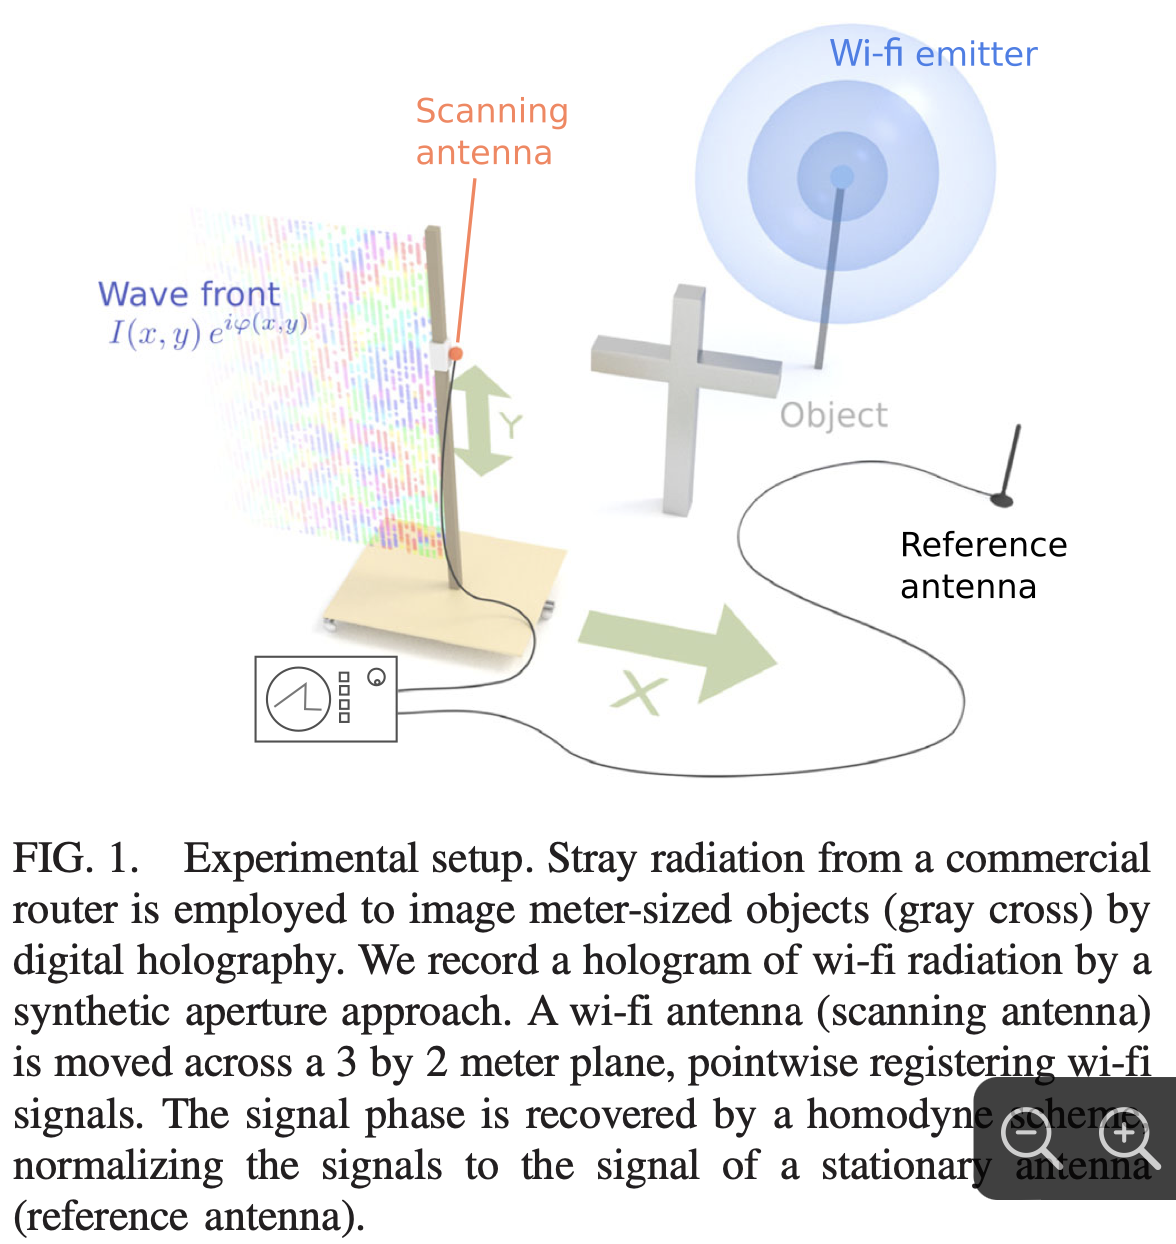 Wi-fi emitter
Scanning
antenna
Wave front
I(x, y) e^{iφ(x,y)}
Y
Object
Reference
antenna
X
FIG. 1. Experimental setup. Stray radiation from a commercial
router is employed to image meter-sized objects (gray cross) by
digital holography. We record a hologram of wi-fi radiation by a
synthetic aperture approach. A wi-fi antenna (scanning antenna)
is moved across a 3 by 2 meter plane, pointwise registering wi-fi
signals. The signal phase is recovered by a homodyne scheme,
normalizing the signals to the signal of a stationary antenna
(reference antenna).